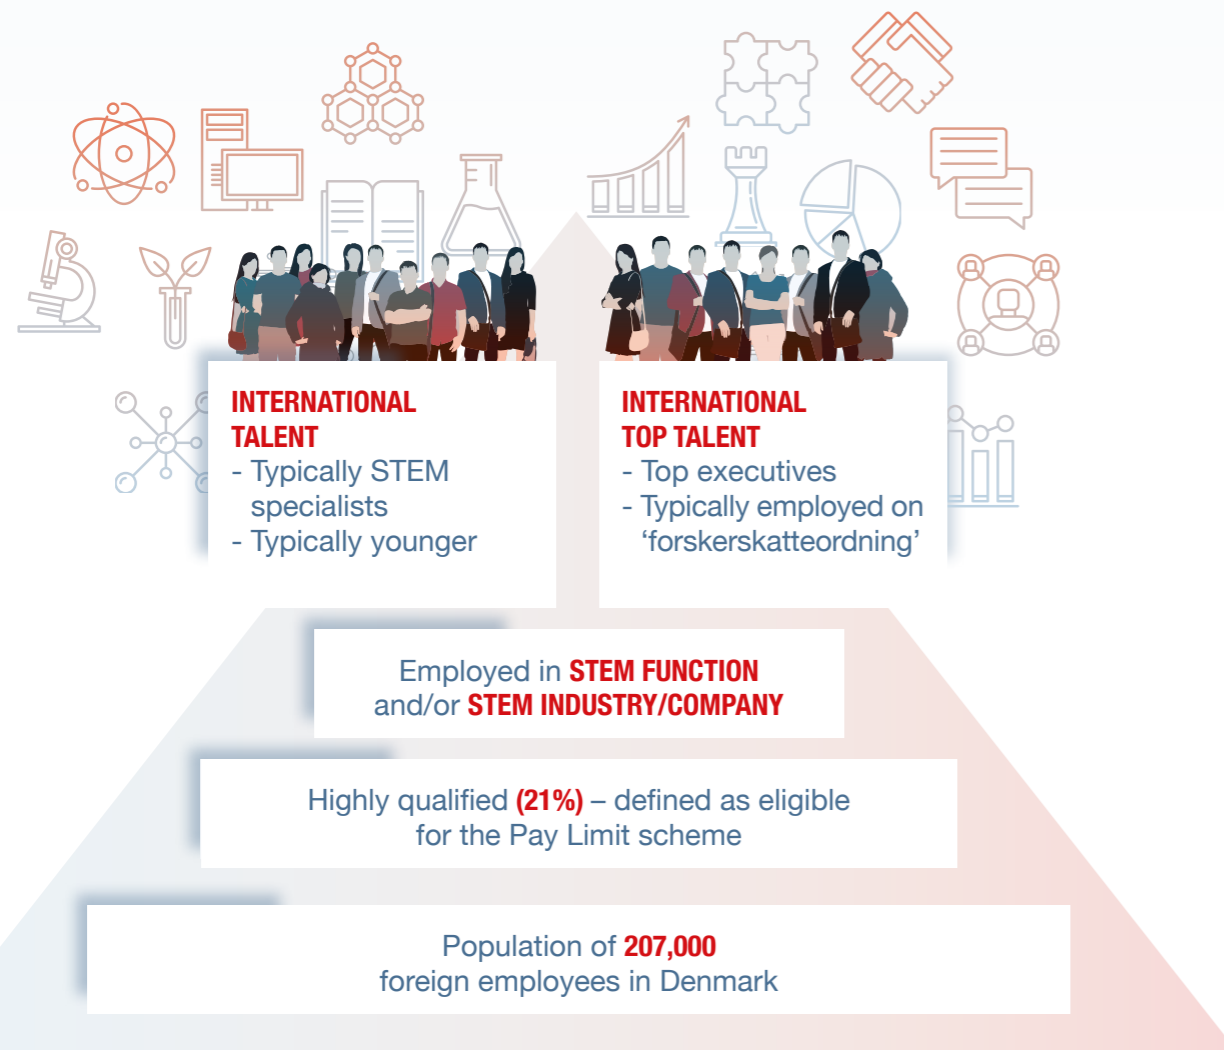 INTERNATIONAL
TALENT
- Typically STEM
specialists
- Typically younger
INTERNATIONAL
TOP TALENT
- Top executives
- Typically employed on
‘forskerskatteordning’
Employed in STEM FUNCTION
and/or STEM INDUSTRY/COMPANY
Highly qualified (21%) – defined as eligible
for the Pay Limit scheme
Population of 207,000
foreign employees in Denmark